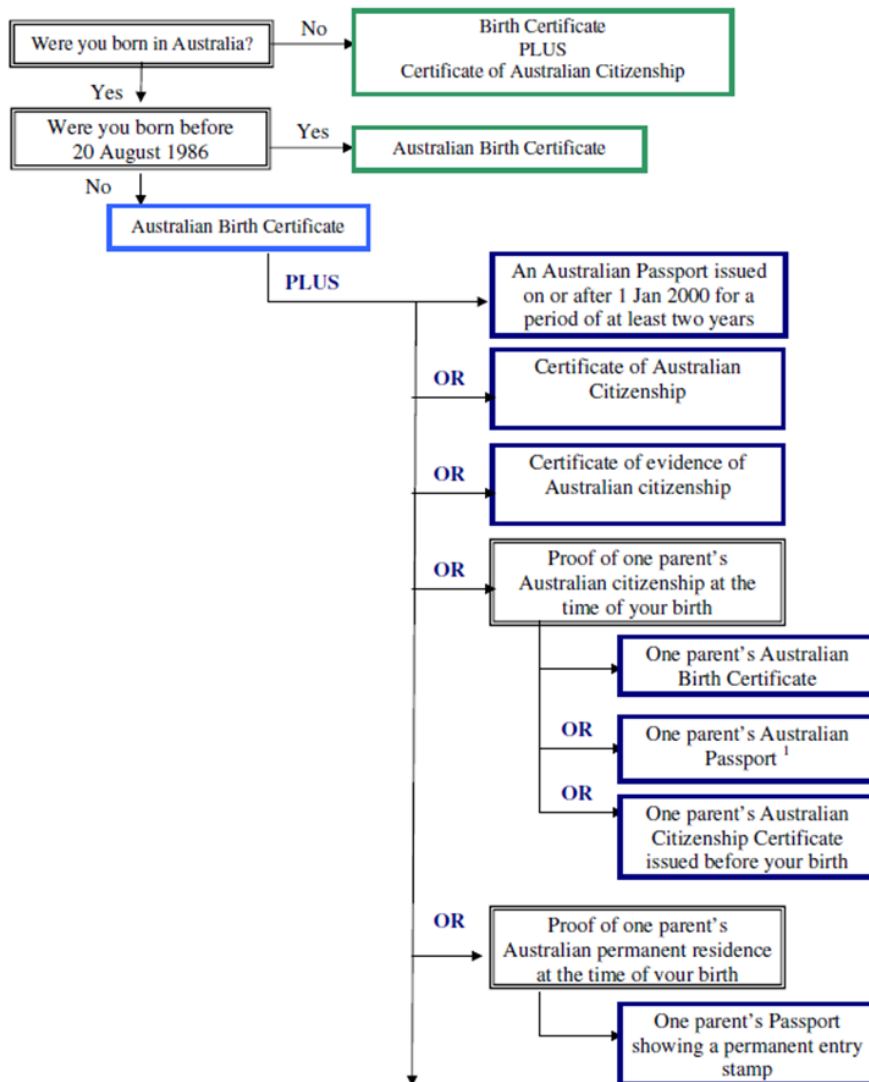 Were you born in Australia?
No
Birth Certificate
PLUS
Certificate of Australian Citizenship
Yes
Were you born before
20 August 1986
Yes
Australian Birth Certificate
No
Australian Birth Certificate
PLUS
An Australian Passport issued
on or after 1 Jan 2000 for a
period of at least two years
OR
Certificate of Australian
Citizenship
OR
Certificate of evidence of
Australian citizenship
OR
Proof of one parent's
Australian citizenship at the
time of your birth
One parent's Australian
Birth Certificate
OR
One parent's Australian
Passport 1
OR
One parent's Australian
Citizenship Certificate
issued before your birth
OR
Proof of one parent's
Australian permanent residence
at the time of your birth
One parent's Passport
showing a permanent entry
stamp